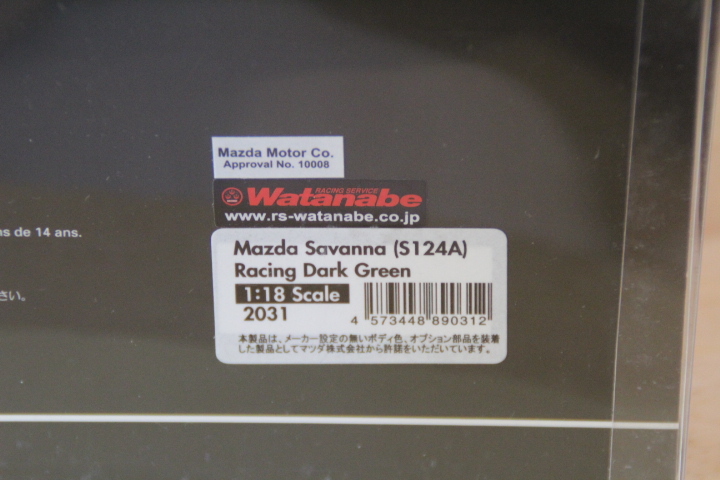 Mazda Motor Co.
Approval No. 10008
RACING SERVICE
Watanabe
www.rs-watanabe.co.jp
ns de 14 ans.
Mazda Savanna (S124A)
Racing Dark Green
さい。
1:18 Scale
2031
4 573448 890312
本製品は、メーカー設定の無いボディ色、オプション部品を装着
した製品としてマツダ株式会社から許諾をいただいています。